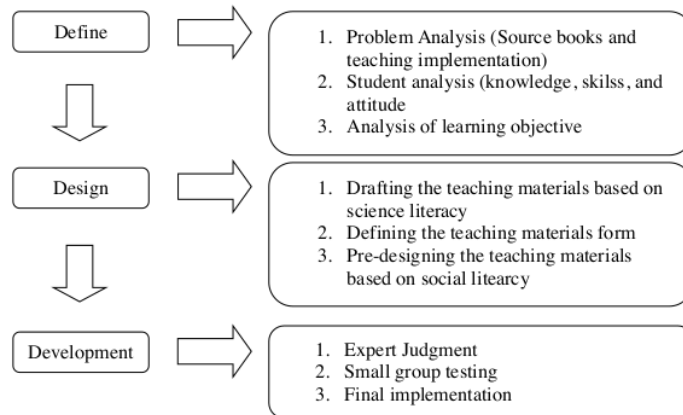 Define
1. Problem Analysis (Source books and
teaching implementation)
2. Student analysis (knowledge, skilss, and
attitude
3. Analysis of learning objective
Design
1. Drafting the teaching materials based on
science literacy
2. Defining the teaching materials form
3. Pre-designing the teaching materials
based on social litearcy
Development
1. Expert Judgment
2. Small group testing
3. Final implementation